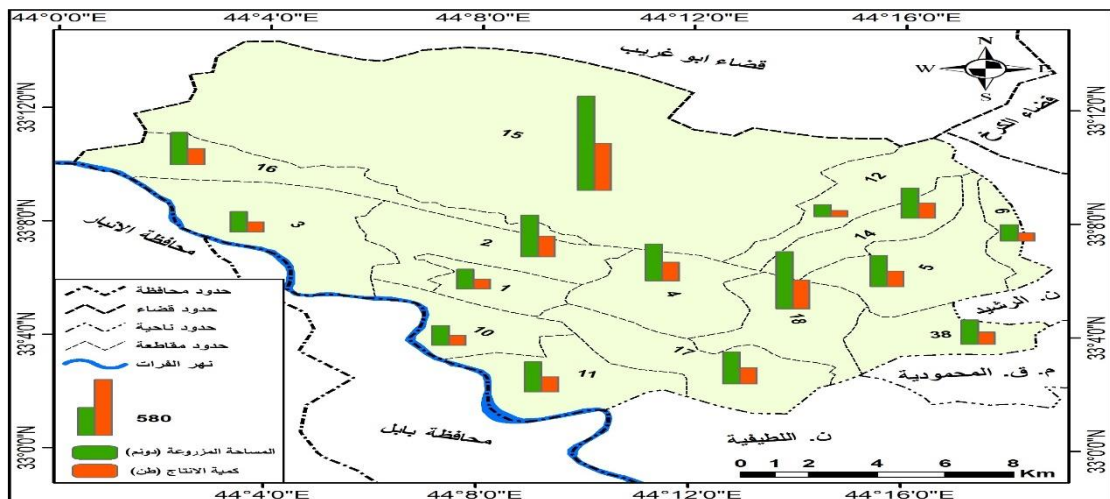 44°0'0"E 44°4'0"E 44°8'0"E 44°12'0"E 44°16'0"E
قضاء ابو غريب
N
W E
S
33°12'0"N 33°12'0"N
قضاء الكرخ
15
16
12
33°8'0"N 33°8'0"N
3
محافظة الانبار
2
14
6
5
1
4
18
ن. الرشيد
حدود محافظة
حدود قضاء
حدود ناحية
حدود مقاطعة
نهر الفرات
33°4'0"N 33°4'0"N
10
38
17
11
م. ق. المحمودية
580
محافظة بابل
ن. اللطيفية
المساحة المزروعة (دونم)
كمية الانتاج (طن)
33°0'0"N 33°0'0"N
0 1 2 4 6 8
Km
44°4'0"E 44°8'0"E 44°12'0"E 44°16'0"E